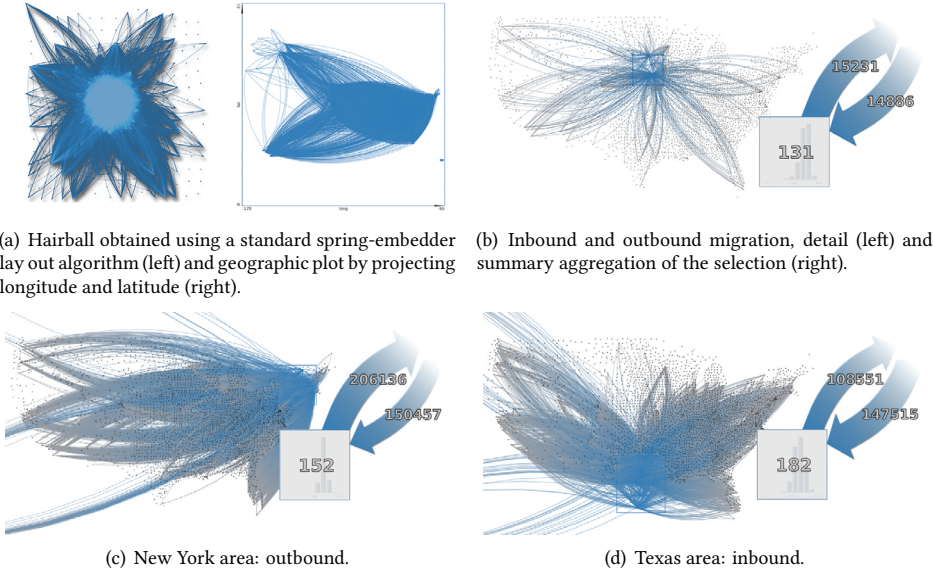 long
15231
14886
131
(a) Hairball obtained using a standard spring-embedder
lay out algorithm (left) and geographic plot by projecting
longitude and latitude (right).
(b) Inbound and outbound migration, detail (left) and
summary aggregation of the selection (right).
206136
150457
152
108551
147515
182
(c) New York area: outbound.
(d) Texas area: inbound.